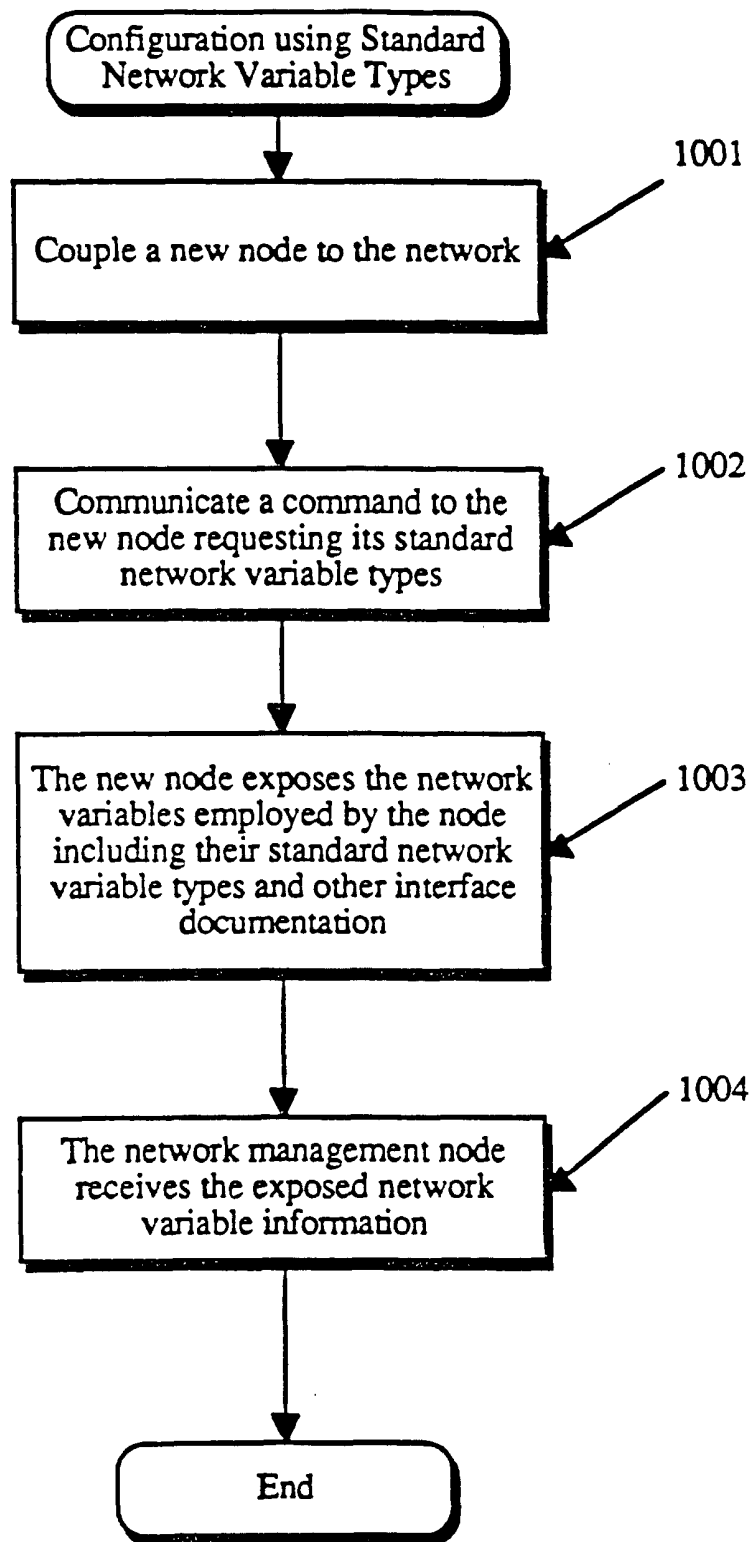 Configuration using Standard
Network Variable Types
1001
Couple a new node to the network
1002
Communicate a command to the
new node requesting its standard
network variable types
1003
The new node exposes the network
variables employed by the node
including their standard network
variable types and other interface
documentation
1004
The network management node
receives the exposed network
variable information
End